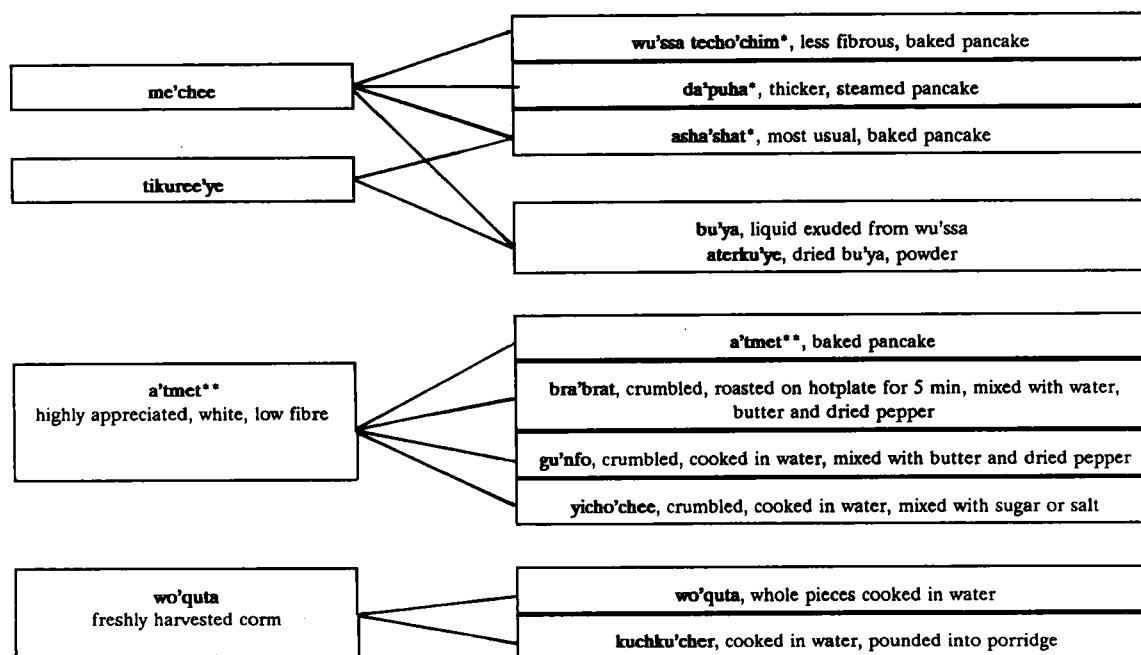 me'chee
tikuree'ye
wu'ssa techo'chim*, less fibrous, baked pancake
da'puha*, thicker, steamed pancake
asha'shat*, most usual, baked pancake
bu'ya, liquid exuded from wu'ssa
aterku'ye, dried bu'ya, powder
a'tmet**
highly appreciated, white, low fibre
a'tmet**, baked pancake
bra'brat, crumbled, roasted on hotplate for 5 min, mixed with water,
butter and dried pepper
gu'nfo, crumbled, cooked in water, mixed with butter and dried pepper
yicho'chee, crumbled, cooked in water, mixed with sugar or salt
wo'quta
freshly harvested corm
wo'quta, whole pieces cooked in water
kuchku'cher, cooked in water, pounded into porridge